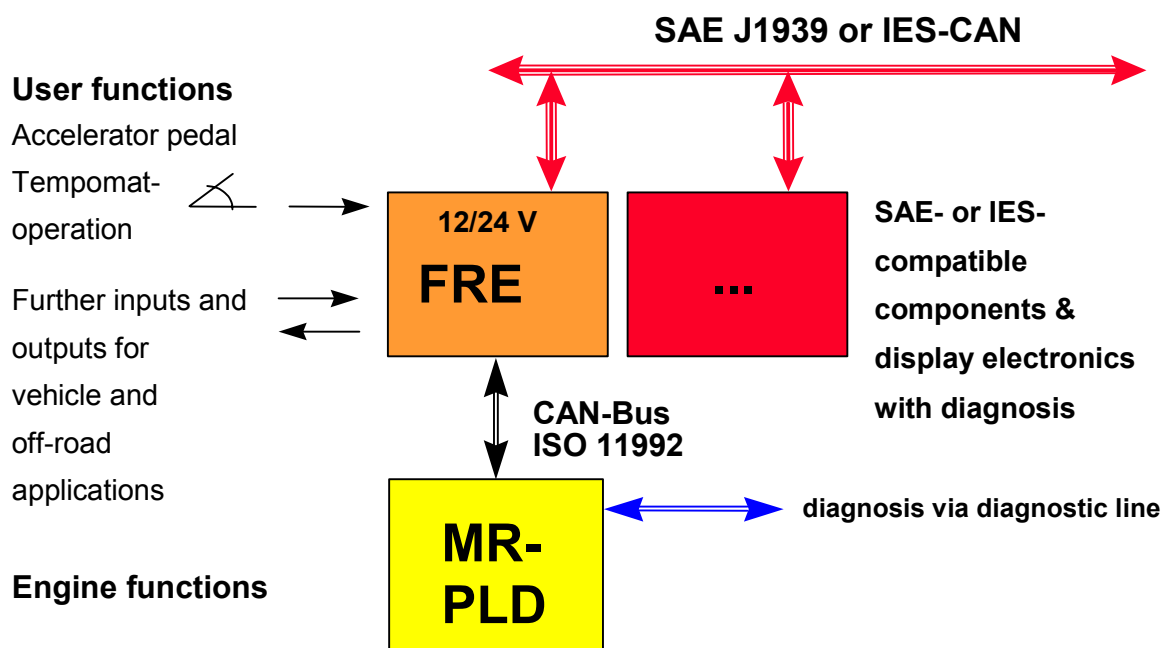 SAE J1939 or IES-CAN
User functions
Accelerator pedal
Tempomat-
operation
Further inputs and
outputs for
vehicle and
off-road
applications
12/24 V
FRE
...
SAE- or IES-
compatible
components &
display electronics
with diagnosis
CAN-Bus
ISO 11992
MR-
PLD
diagnosis via diagnostic line
Engine functions